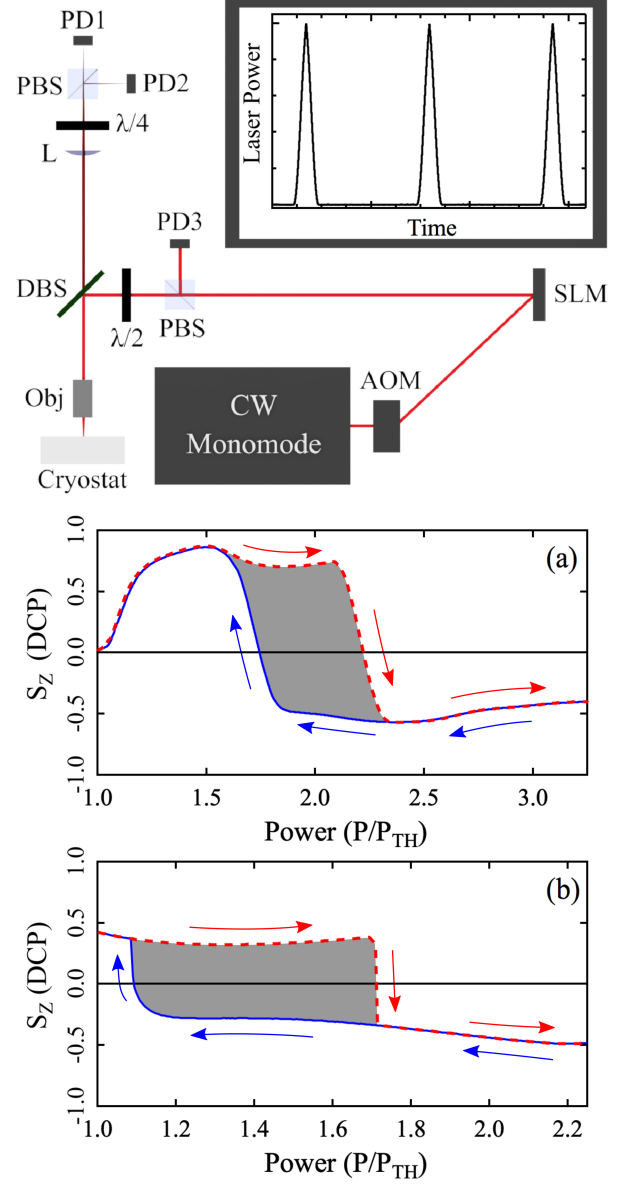 PD1
PBS
PD2
λ/4
L
Laser Power
Time
PD3
DBS
λ/2
PBS
SLM
Obj
AOM
CW
Monomode
Cryostat
(a)
S_Z (DCP)
1.0
0.5
0.0
-0.5
-1.0
1.0 1.5 2.0 2.5 3.0
Power (P/P_TH)
(b)
S_Z (DCP)
1.0
0.5
0.0
-0.5
-1.0
1.0 1.2 1.4 1.6 1.8 2.0 2.2
Power (P/P_TH)